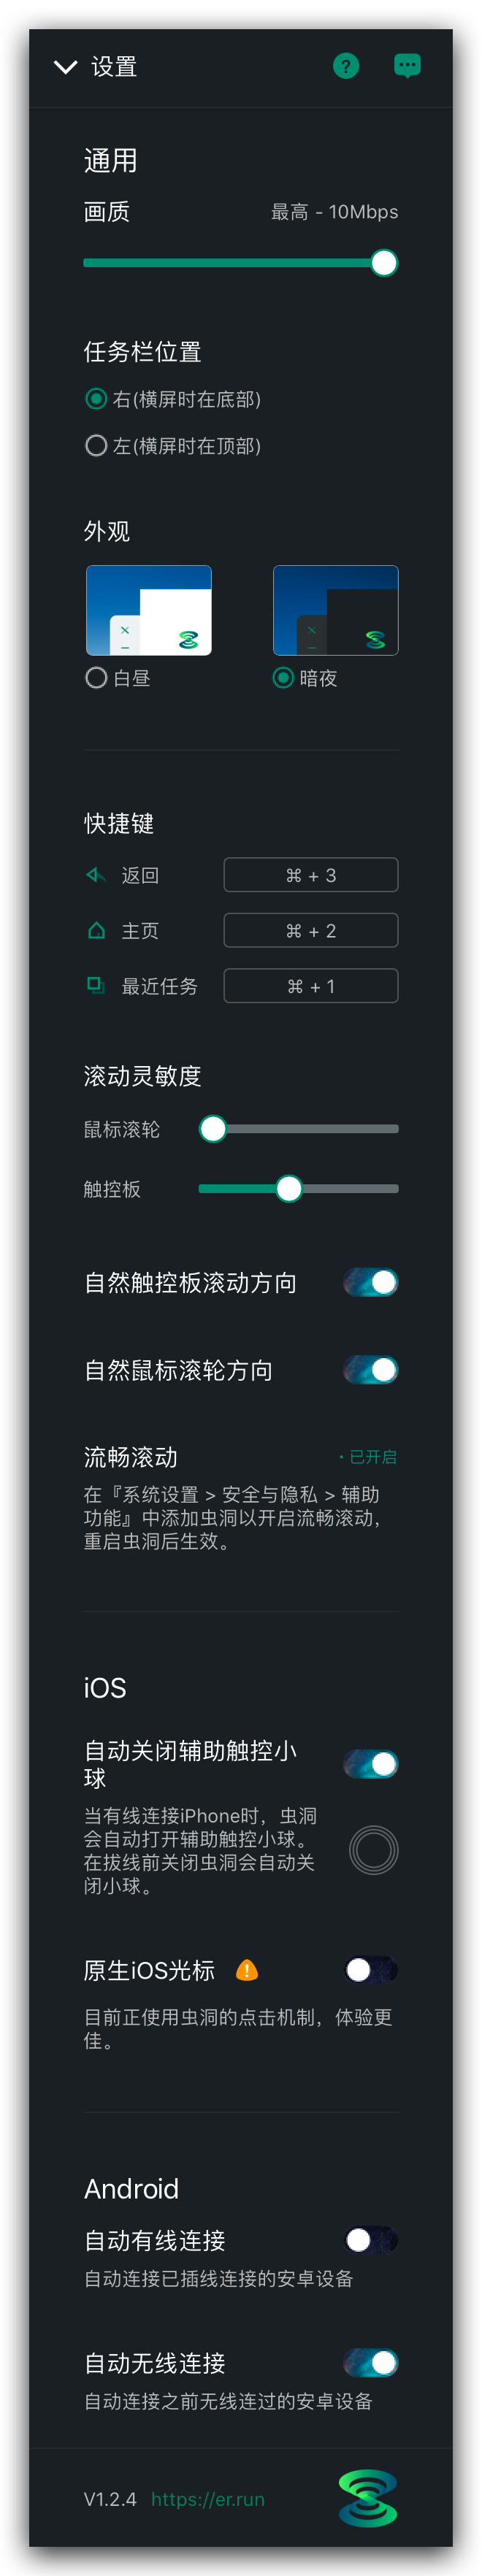 设置
通用
画质 最高 - 10Mbps
任务栏位置
右(横屏时在底部)
左(横屏时在顶部)
外观
白昼 暗夜
快捷键
返回 ⌘ + 3
主页 ⌘ + 2
最近任务 ⌘ + 1
滚动灵敏度
鼠标滚轮
触控板
自然触控板滚动方向
自然鼠标滚轮方向
流畅滚动 · 已开启
在『系统设置 > 安全与隐私 > 辅助
功能』中添加虫洞以开启流畅滚动，
重启虫洞后生效。
iOS
自动关闭辅助触控小
球
当有线连接iPhone时，虫洞
会自动打开辅助触控小球。
在拔线前关闭虫洞会自动关
闭小球。
原生iOS光标
目前正使用虫洞的点击机制，体验更
佳。
Android
自动有线连接
自动连接已插线连接的安卓设备
自动无线连接
自动连接之前无线连过的安卓设备
V1.2.4 https://er.run